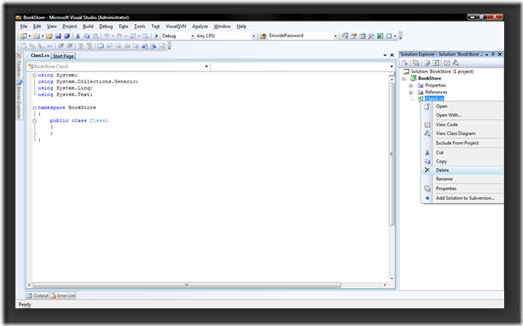 BookStore - Microsoft Visual Studio (Administrator)
File Edit View Project Build Debug Data Tools Test VisualSVN Analyze Window Help
Debug Any CPU EncodePassword
Class1.cs Start Page
BookStore.Class1
using System;
using System.Collections.Generic;
using System.Linq;
using System.Text;
namespace BookStore
{
public class Class1
{
}
}
Toolbox
Server Explorer
Solution Explorer - Solution 'BookStore'
Solution 'BookStore' (1 project)
BookStore
Properties
References
Class1.cs
Open
Open With...
View Code
View Class Diagram
Exclude From Project
Cut
Copy
Delete
Rename
Properties
Add Solution to Subversion...
Output Error List
Ready